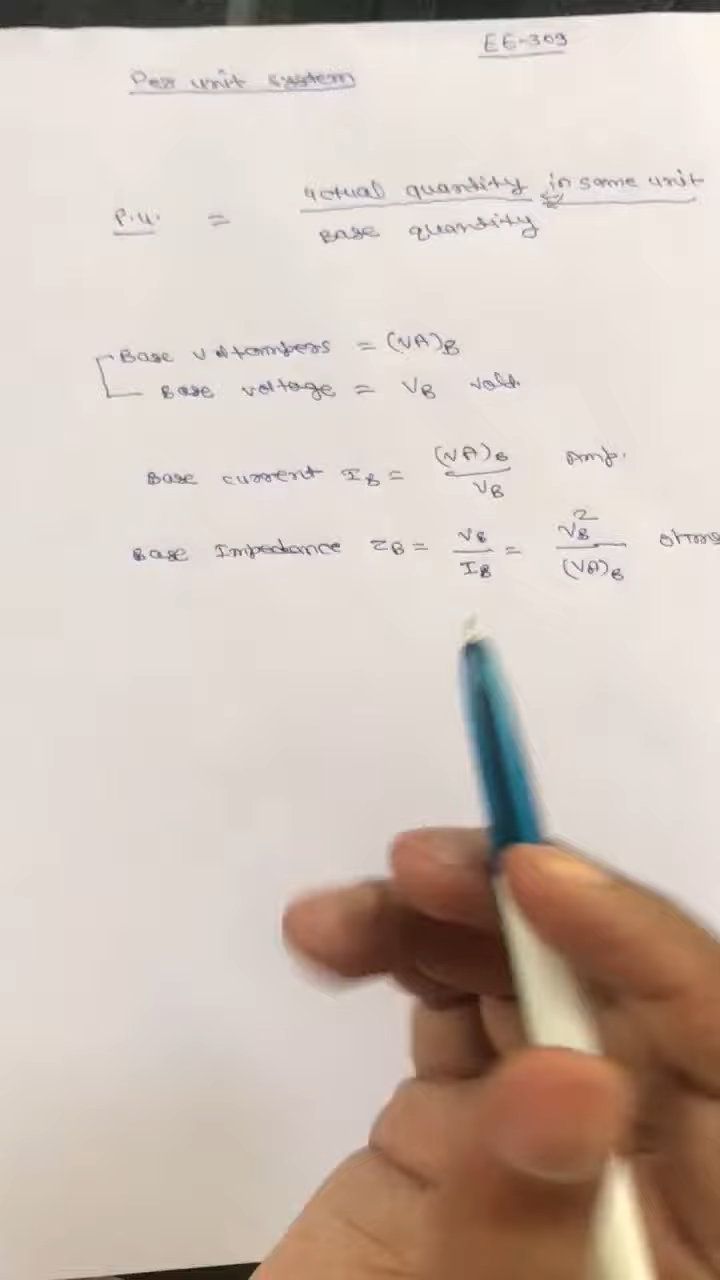 EE-309
Per unit system
P.U. = actual quantity in same unit / Base quantity
Base voltampers = (VA)B
Base voltage = VB volt.
Base current IB = (VA)B / VB Amp.
Base Impedance ZB = VB / IB = VB² / (VA)B ohms